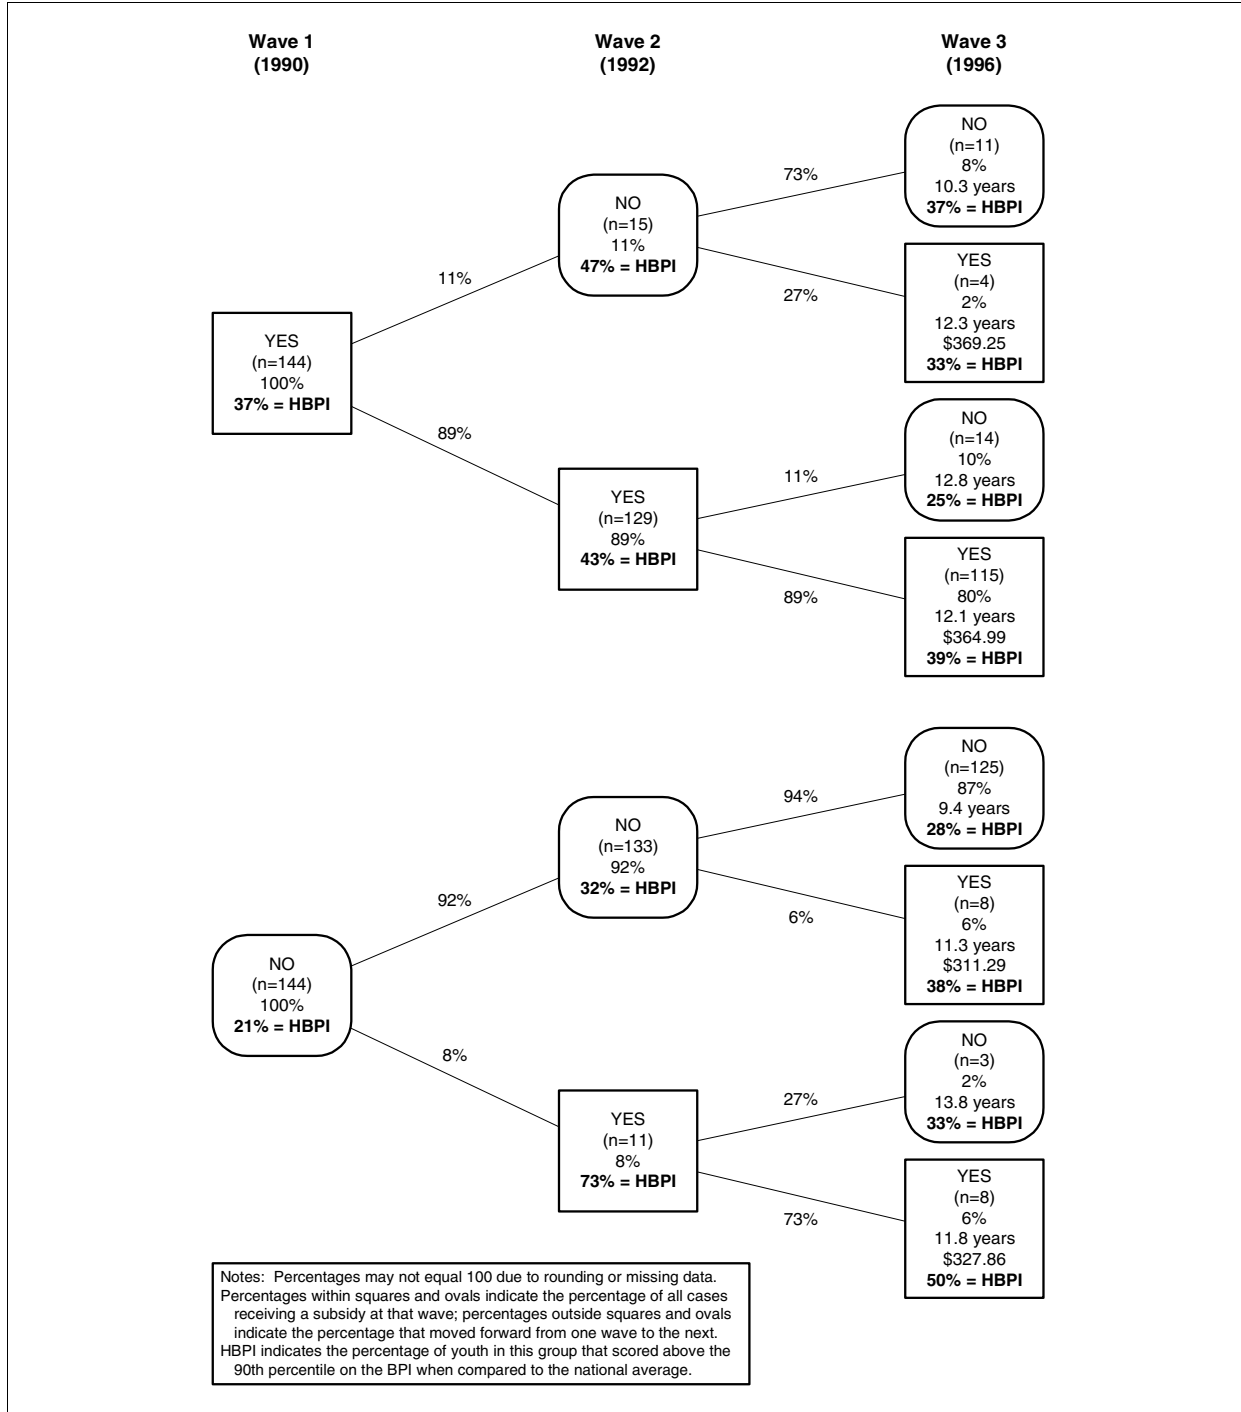 Wave 1
(1990)
Wave 2
(1992)
Wave 3
(1996)
YES
(n=144)
100%
37% = HBPI
11%
89%
NO
(n=15)
11%
47% = HBPI
73%
27%
NO
(n=11)
8%
10.3 years
37% = HBPI
YES
(n=4)
2%
12.3 years
$369.25
33% = HBPI
YES
(n=129)
89%
43% = HBPI
11%
89%
NO
(n=14)
10%
12.8 years
25% = HBPI
YES
(n=115)
80%
12.1 years
$364.99
39% = HBPI
NO
(n=144)
100%
21% = HBPI
92%
8%
NO
(n=133)
92%
32% = HBPI
94%
6%
NO
(n=125)
87%
9.4 years
28% = HBPI
YES
(n=8)
6%
11.3 years
$311.29
38% = HBPI
YES
(n=11)
8%
73% = HBPI
27%
73%
NO
(n=3)
2%
13.8 years
33% = HBPI
YES
(n=8)
6%
11.8 years
$327.86
50% = HBPI
Notes: Percentages may not equal 100 due to rounding or missing data.
Percentages within squares and ovals indicate the percentage of all cases
receiving a subsidy at that wave; percentages outside squares and ovals
indicate the percentage that moved forward from one wave to the next.
HBPI indicates the percentage of youth in this group that scored above the
90th percentile on the BPI when compared to the national average.